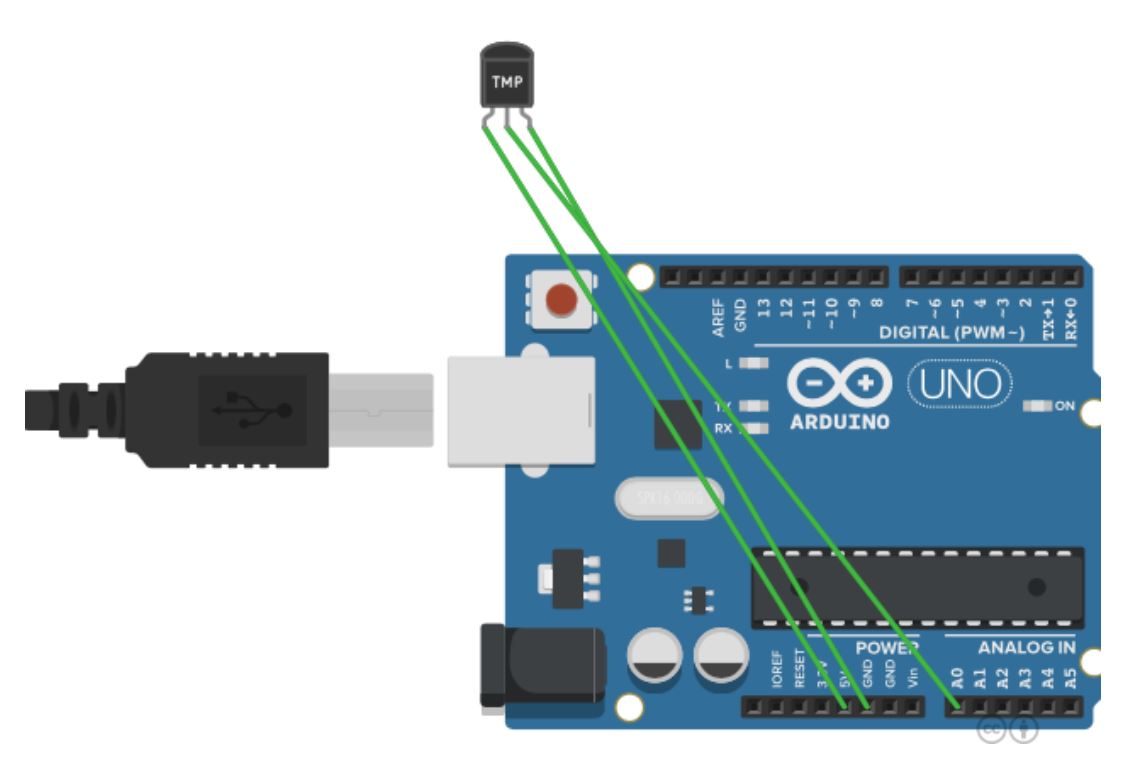 TMP
AREF
GND
13
12
~11
~10
~9
8
7
~6
~5
4
~3
2
TX→1
RX←0
DIGITAL (PWM~)
L
TX
RX
ARDUINO
UNO
ON
POWER
ANALOG IN
IOREF
RESET
3.3V
5V
GND
GND
Vin
A0
A1
A2
A3
A4
A5
cc